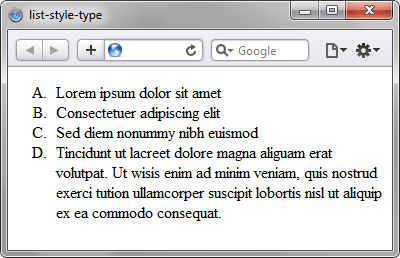 list-style-type
Google
A. Lorem ipsum dolor sit amet
B. Consectetuer adipiscing elit
C. Sed diem nonummy nibh euismod
D. Tincidunt ut lacreet dolore magna aliguam erat
volutpat. Ut wisis enim ad minim veniam, quis nostrud
exerci tution ullamcorper suscipit lobortis nisl ut aliquip
ex ea commodo consequat.